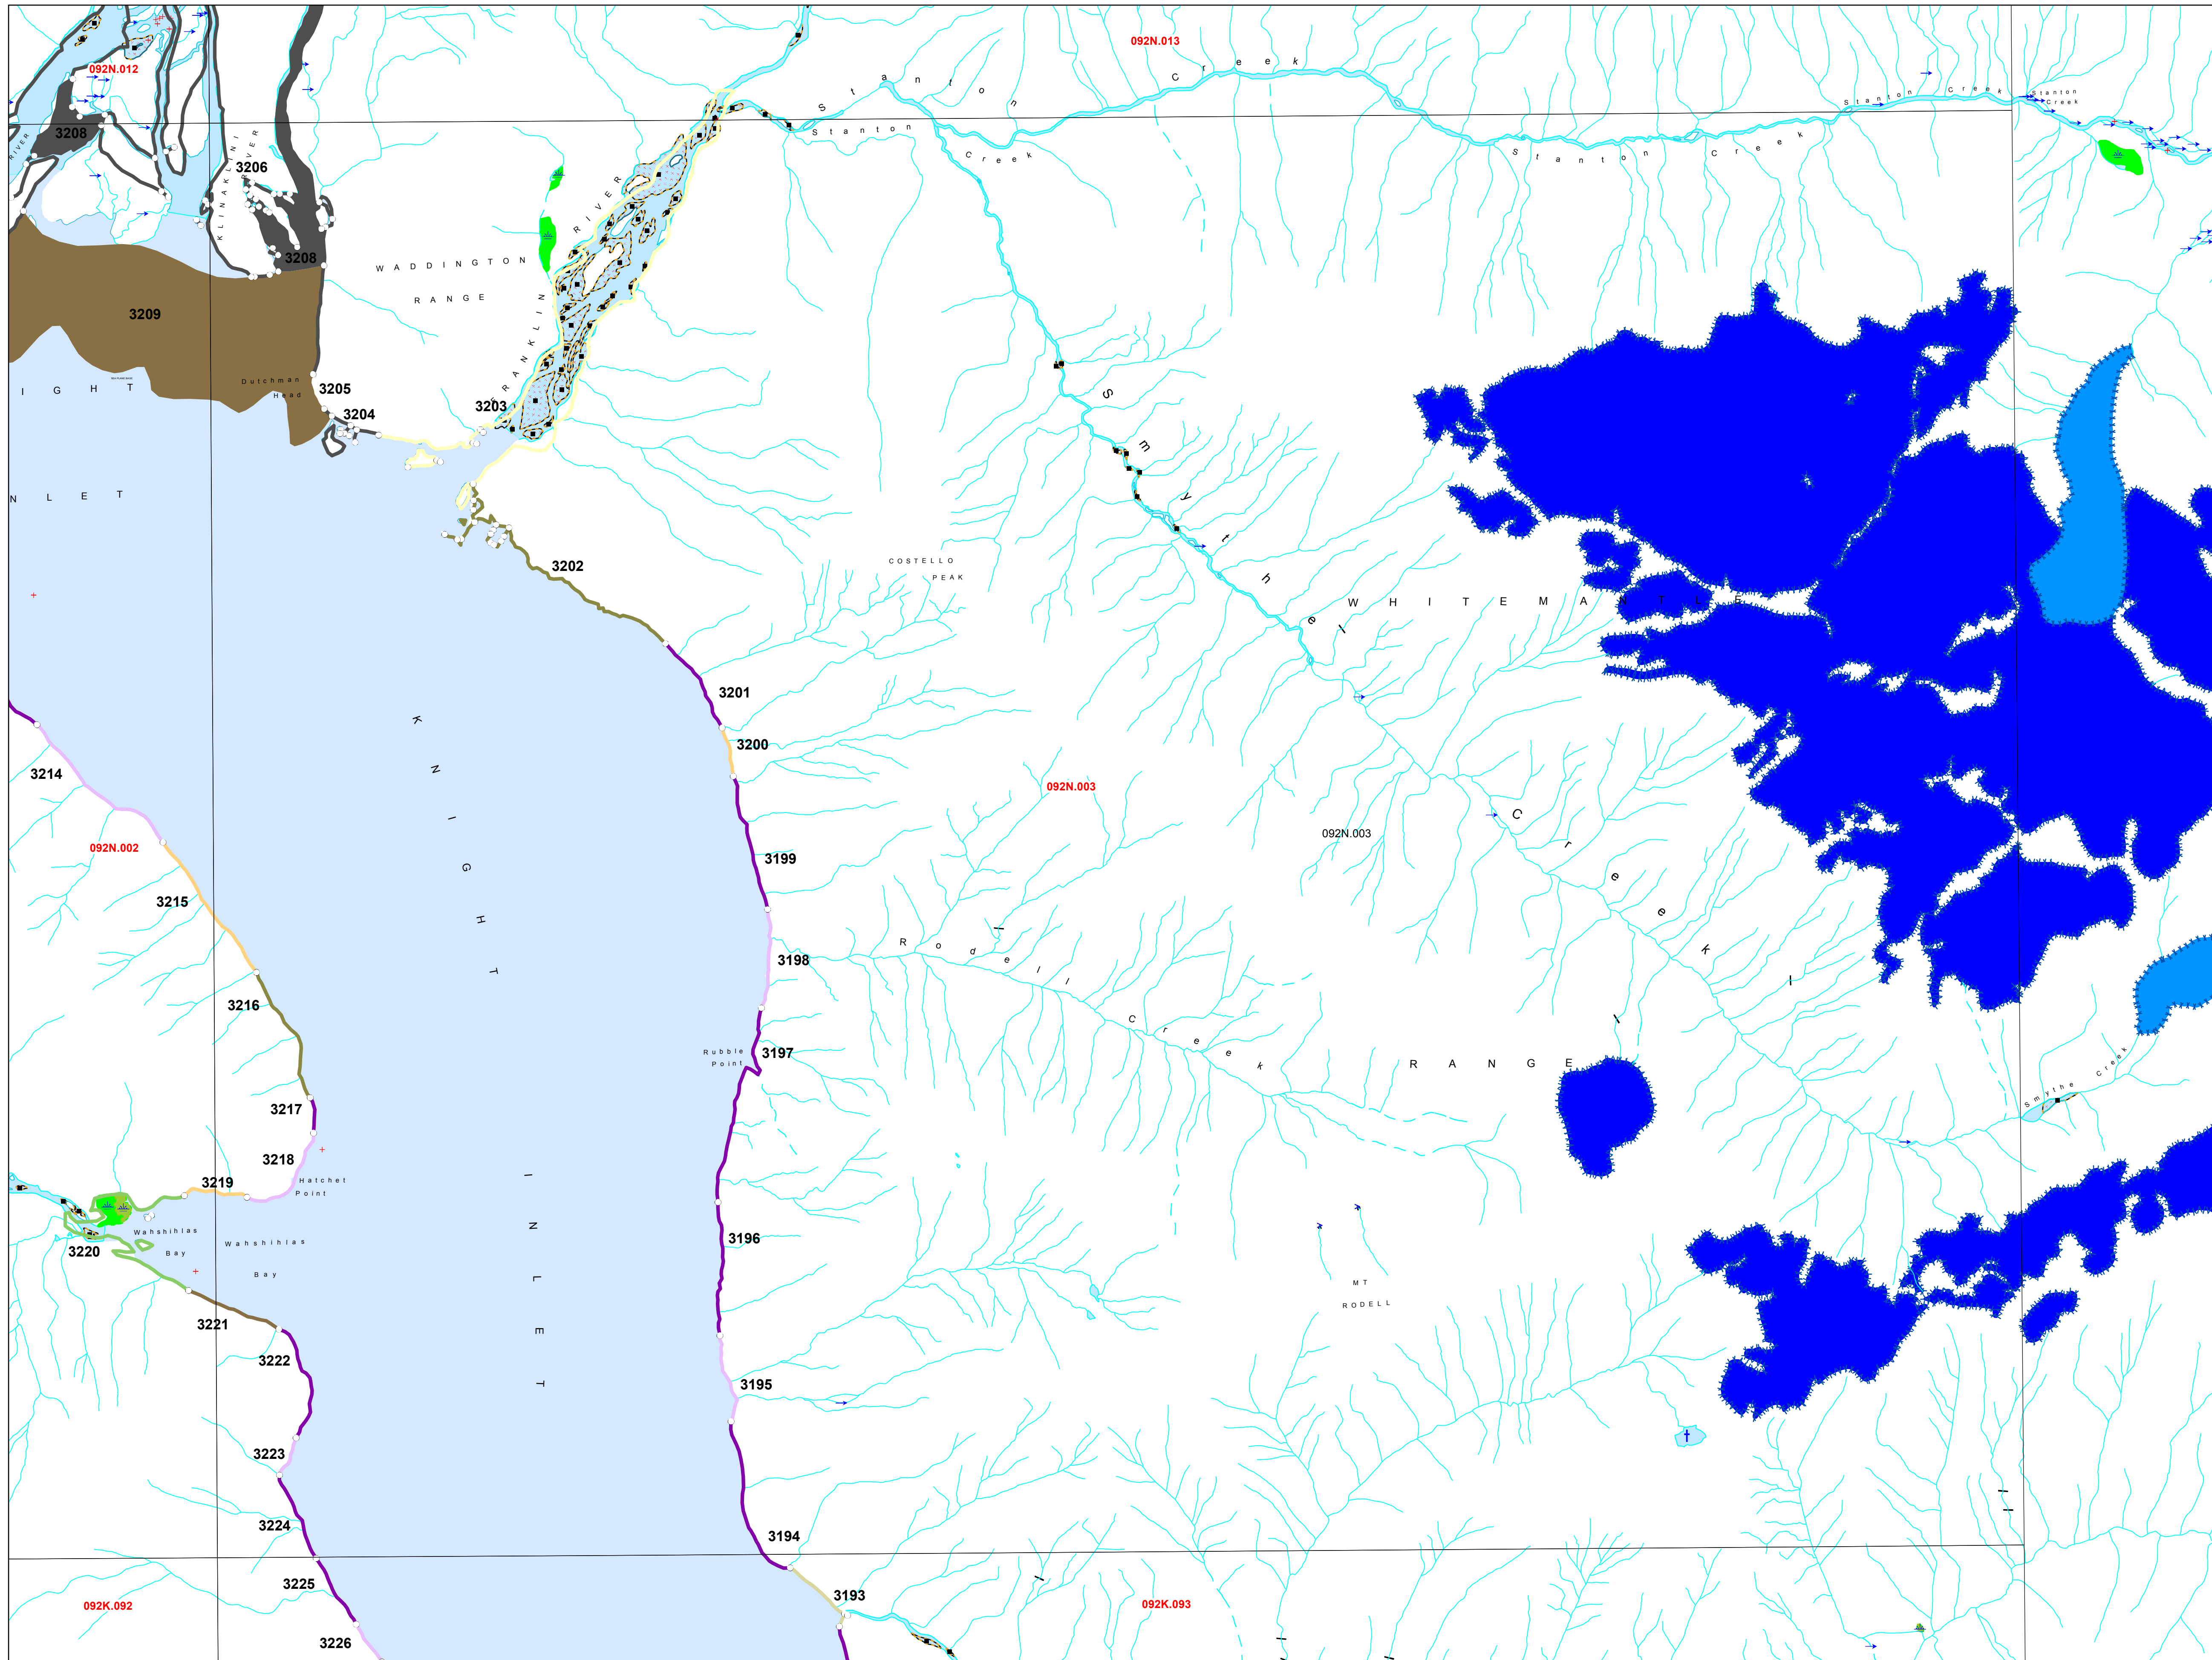 092N.013
092N.012
Stanton Creek
Stanton Creek
Stanton Creek
Stanton Creek
Stanton
Creek
RIVER
3208
3206
KLINAKLINI RIVER
3208
WADDINGTON
RANGE
FRANKLIN RIVER
3209
IGHT
Dutchman
Head
3205
3204
3203
NLET
3202
COSTELLO
PEAK
Smythe Creek
WHITEMANTLE
RANGE
3201
3200
KNIGHT INLET
3214
092N.003
092N.003
092N.002
3199
3215
Rodell Creek
3198
3216
Rubble
Point
3197
3217
Smythe Creek
3218
Hatchet
Point
3219
Wahshihlas
Bay
Wahshihlas
Bay
3220
3196
MT
RODELL
3221
3222
3195
3223
3224
3194
3225
3193
092K.092
092K.093
3226